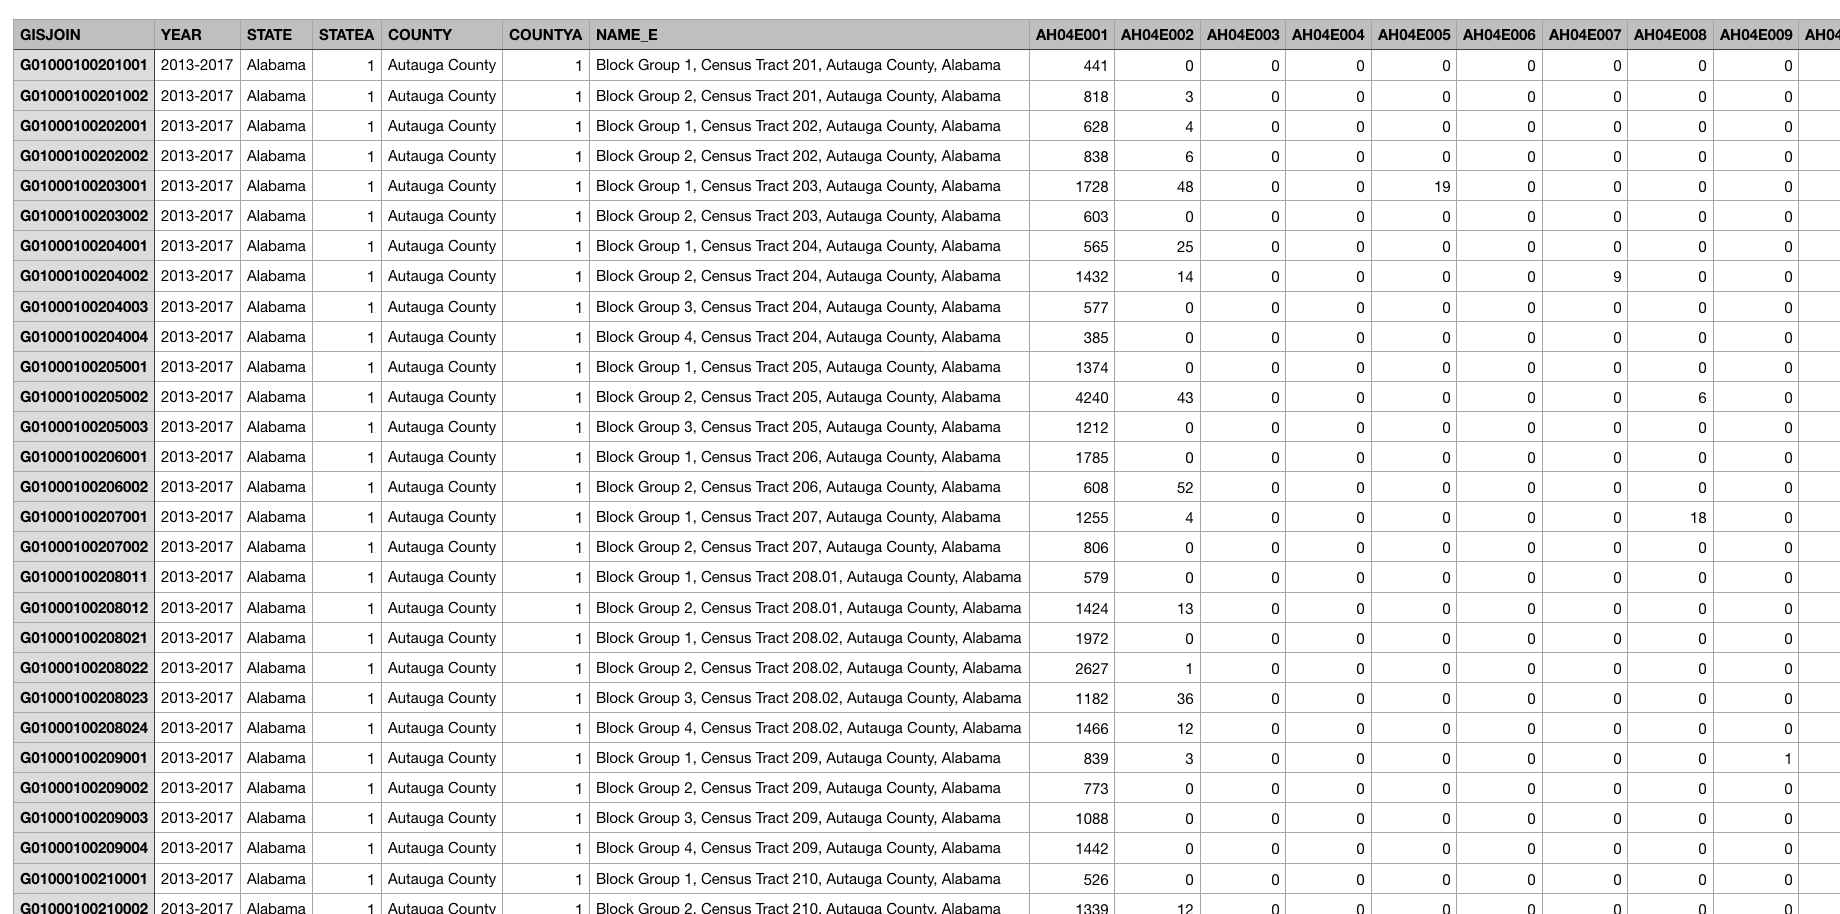 GISJOIN YEAR STATE STATEA COUNTY COUNTYA NAME_E AH04E001 AH04E002 AH04E003 AH04E004 AH04E005 AH04E006 AH04E007 AH04E008 AH04E009 AH04
G01000100201001 2013-2017 Alabama 1 Autauga County 1 Block Group 1, Census Tract 201, Autauga County, Alabama 441 0 0 0 0 0 0 0 0
G01000100201002 2013-2017 Alabama 1 Autauga County 1 Block Group 2, Census Tract 201, Autauga County, Alabama 818 3 0 0 0 0 0 0 0
G01000100202001 2013-2017 Alabama 1 Autauga County 1 Block Group 1, Census Tract 202, Autauga County, Alabama 628 4 0 0 0 0 0 0 0
G01000100202002 2013-2017 Alabama 1 Autauga County 1 Block Group 2, Census Tract 202, Autauga County, Alabama 838 6 0 0 0 0 0 0 0
G01000100203001 2013-2017 Alabama 1 Autauga County 1 Block Group 1, Census Tract 203, Autauga County, Alabama 1728 48 0 0 19 0 0 0 0
G01000100203002 2013-2017 Alabama 1 Autauga County 1 Block Group 2, Census Tract 203, Autauga County, Alabama 603 0 0 0 0 0 0 0 0
G01000100204001 2013-2017 Alabama 1 Autauga County 1 Block Group 1, Census Tract 204, Autauga County, Alabama 565 25 0 0 0 0 0 0 0
G01000100204002 2013-2017 Alabama 1 Autauga County 1 Block Group 2, Census Tract 204, Autauga County, Alabama 1432 14 0 0 0 0 9 0 0
G01000100204003 2013-2017 Alabama 1 Autauga County 1 Block Group 3, Census Tract 204, Autauga County, Alabama 577 0 0 0 0 0 0 0 0
G01000100204004 2013-2017 Alabama 1 Autauga County 1 Block Group 4, Census Tract 204, Autauga County, Alabama 385 0 0 0 0 0 0 0 0
G01000100205001 2013-2017 Alabama 1 Autauga County 1 Block Group 1, Census Tract 205, Autauga County, Alabama 1374 0 0 0 0 0 0 0 0
G01000100205002 2013-2017 Alabama 1 Autauga County 1 Block Group 2, Census Tract 205, Autauga County, Alabama 4240 43 0 0 0 0 0 6 0
G01000100205003 2013-2017 Alabama 1 Autauga County 1 Block Group 3, Census Tract 205, Autauga County, Alabama 1212 0 0 0 0 0 0 0 0
G01000100206001 2013-2017 Alabama 1 Autauga County 1 Block Group 1, Census Tract 206, Autauga County, Alabama 1785 0 0 0 0 0 0 0 0
G01000100206002 2013-2017 Alabama 1 Autauga County 1 Block Group 2, Census Tract 206, Autauga County, Alabama 608 52 0 0 0 0 0 0 0
G01000100207001 2013-2017 Alabama 1 Autauga County 1 Block Group 1, Census Tract 207, Autauga County, Alabama 1255 4 0 0 0 0 0 18 0
G01000100207002 2013-2017 Alabama 1 Autauga County 1 Block Group 2, Census Tract 207, Autauga County, Alabama 806 0 0 0 0 0 0 0 0
G01000100208011 2013-2017 Alabama 1 Autauga County 1 Block Group 1, Census Tract 208.01, Autauga County, Alabama 579 0 0 0 0 0 0 0 0
G01000100208012 2013-2017 Alabama 1 Autauga County 1 Block Group 2, Census Tract 208.01, Autauga County, Alabama 1424 13 0 0 0 0 0 0 0
G01000100208021 2013-2017 Alabama 1 Autauga County 1 Block Group 1, Census Tract 208.02, Autauga County, Alabama 1972 0 0 0 0 0 0 0 0
G01000100208022 2013-2017 Alabama 1 Autauga County 1 Block Group 2, Census Tract 208.02, Autauga County, Alabama 2627 1 0 0 0 0 0 0 0
G01000100208023 2013-2017 Alabama 1 Autauga County 1 Block Group 3, Census Tract 208.02, Autauga County, Alabama 1182 36 0 0 0 0 0 0 0
G01000100208024 2013-2017 Alabama 1 Autauga County 1 Block Group 4, Census Tract 208.02, Autauga County, Alabama 1466 12 0 0 0 0 0 0 0
G01000100209001 2013-2017 Alabama 1 Autauga County 1 Block Group 1, Census Tract 209, Autauga County, Alabama 839 3 0 0 0 0 0 0 1
G01000100209002 2013-2017 Alabama 1 Autauga County 1 Block Group 2, Census Tract 209, Autauga County, Alabama 773 0 0 0 0 0 0 0 0
G01000100209003 2013-2017 Alabama 1 Autauga County 1 Block Group 3, Census Tract 209, Autauga County, Alabama 1088 0 0 0 0 0 0 0 0
G01000100209004 2013-2017 Alabama 1 Autauga County 1 Block Group 4, Census Tract 209, Autauga County, Alabama 1442 0 0 0 0 0 0 0 0
G01000100210001 2013-2017 Alabama 1 Autauga County 1 Block Group 1, Census Tract 210, Autauga County, Alabama 526 0 0 0 0 0 0 0 0
G01000100210002 2013-2017 Alabama 1 Autauga County 1 Block Group 2, Census Tract 210, Autauga County, Alabama 1339 12 0 0 0 0 0 0 0